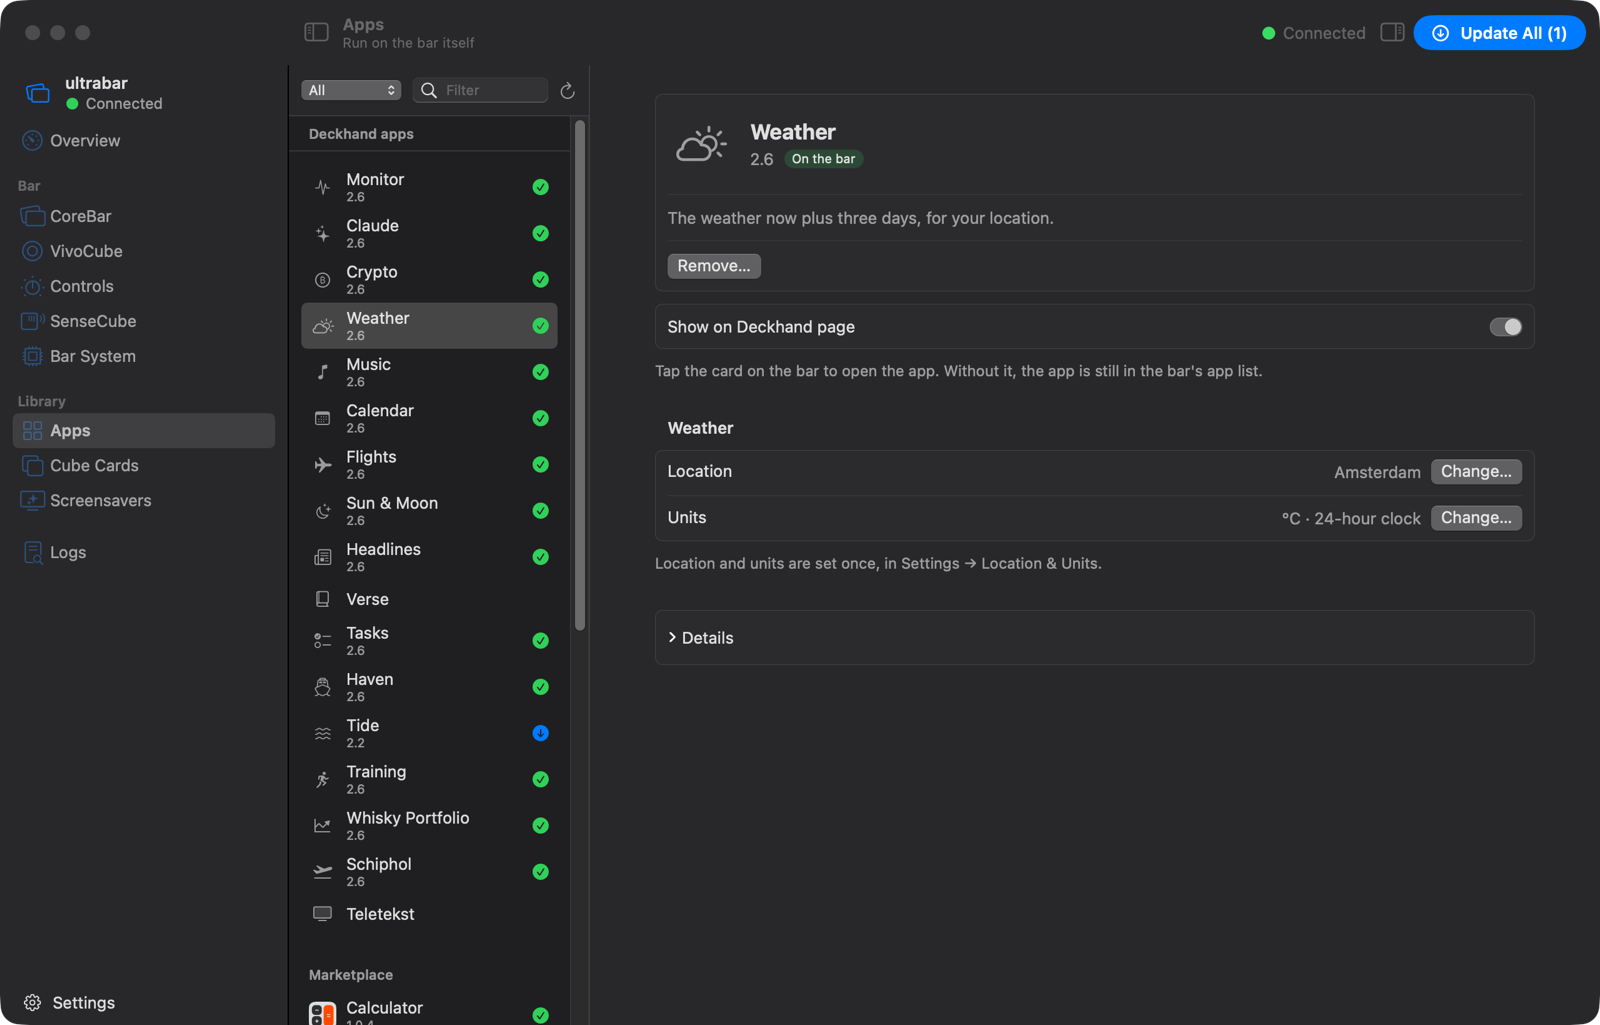 Apps
Run on the bar itself
Connected
Update All (1)
ultrabar
Connected
Overview
Bar
CoreBar
VivoCube
Controls
SenseCube
Bar System
Library
Apps
Cube Cards
Screensavers
Logs
Settings
All
Filter
Deckhand apps
Monitor
2.6
Claude
2.6
Crypto
2.6
Weather
2.6
Music
2.6
Calendar
2.6
Flights
2.6
Sun & Moon
2.6
Headlines
2.6
Verse
Tasks
2.6
Haven
2.6
Tide
2.2
Training
2.6
Whisky Portfolio
2.6
Schiphol
2.6
Teletekst
Marketplace
Calculator
Weather
2.6 On the bar
The weather now plus three days, for your location.
Remove...
Show on Deckhand page
Tap the card on the bar to open the app. Without it, the app is still in the bar's app list.
Weather
Location Amsterdam Change...
Units °C · 24-hour clock Change...
Location and units are set once, in Settings → Location & Units.
Details